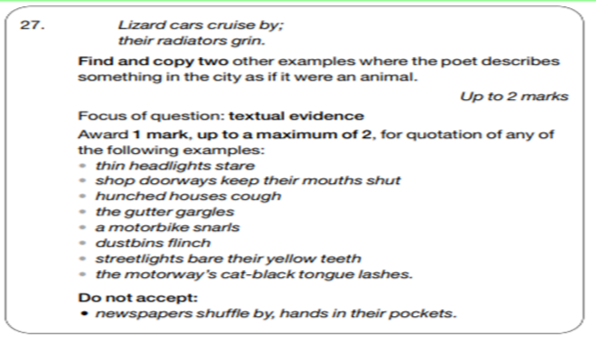 27. Lizard cars cruise by;
their radiators grin.
Find and copy two other examples where the poet describes
something in the city as if it were an animal.
Up to 2 marks
Focus of question: textual evidence
Award 1 mark, up to a maximum of 2, for quotation of any of
the following examples:
• thin headlights stare
• shop doorways keep their mouths shut
• hunched houses cough
• the gutter gargles
• a motorbike snarls
• dustbins flinch
• streetlights bare their yellow teeth
• the motorway's cat-black tongue lashes.
Do not accept:
• newspapers shuffle by, hands in their pockets.